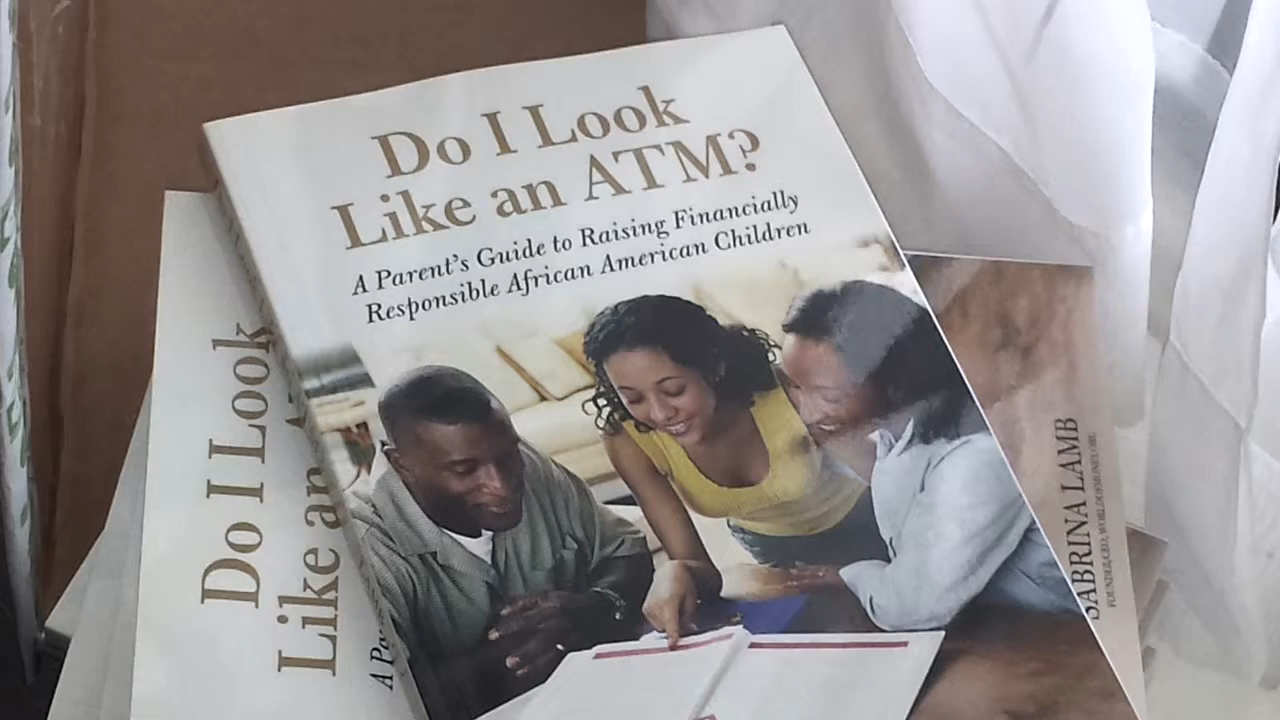 Do I Look
Like an ATM?
A Parent's Guide to Raising Financially
Responsible African American Children
Do I Look
Like an
SABRINA LAMB
FOUNDER/CEO, WORLDOFMONEY.ORG